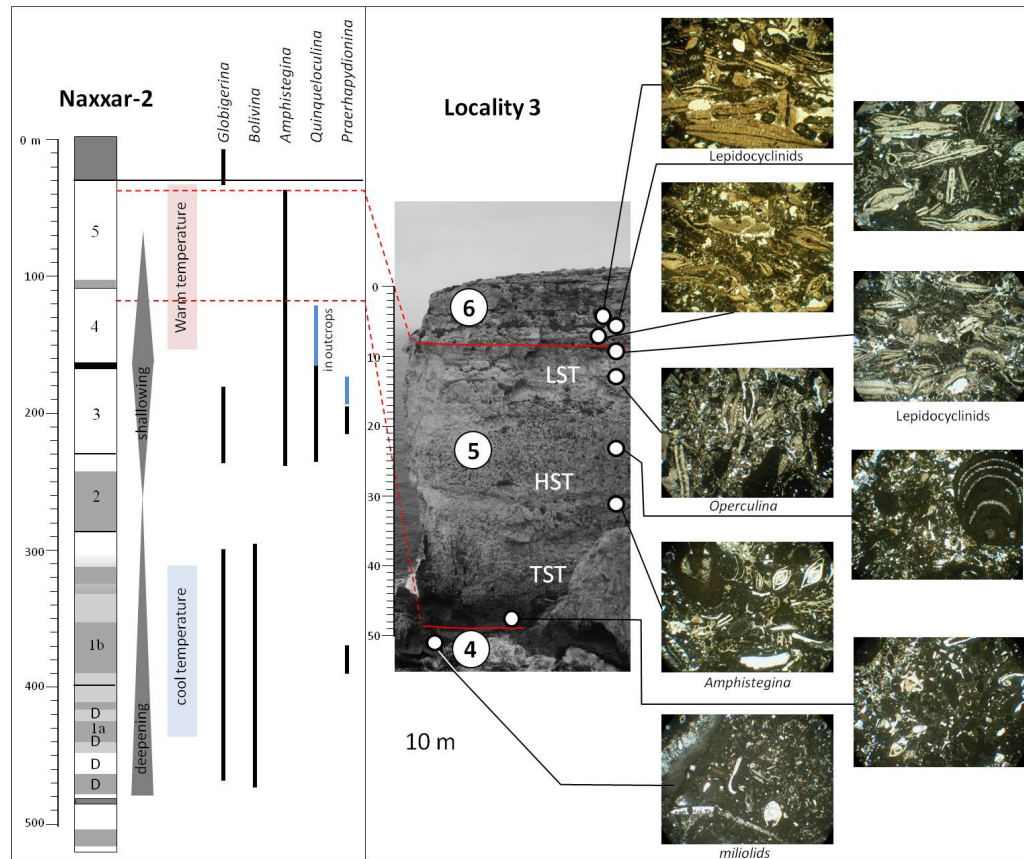 Naxxar-2
Globigerina
Bolivina
Amphistegina
Quinqueloculina
Praerhapydionina
0 m
100
200
300
400
500
5
4
3
2
1b
D
1a
D
D
D
shallowing
deepening
Warm temperature
cool temperature
in outcrops
Locality 3
0
10
20
30
40
50
6
LST
5
HST
TST
4
10 m
Lepidocyclinids
Lepidocyclinids
Operculina
Amphistegina
miliolids